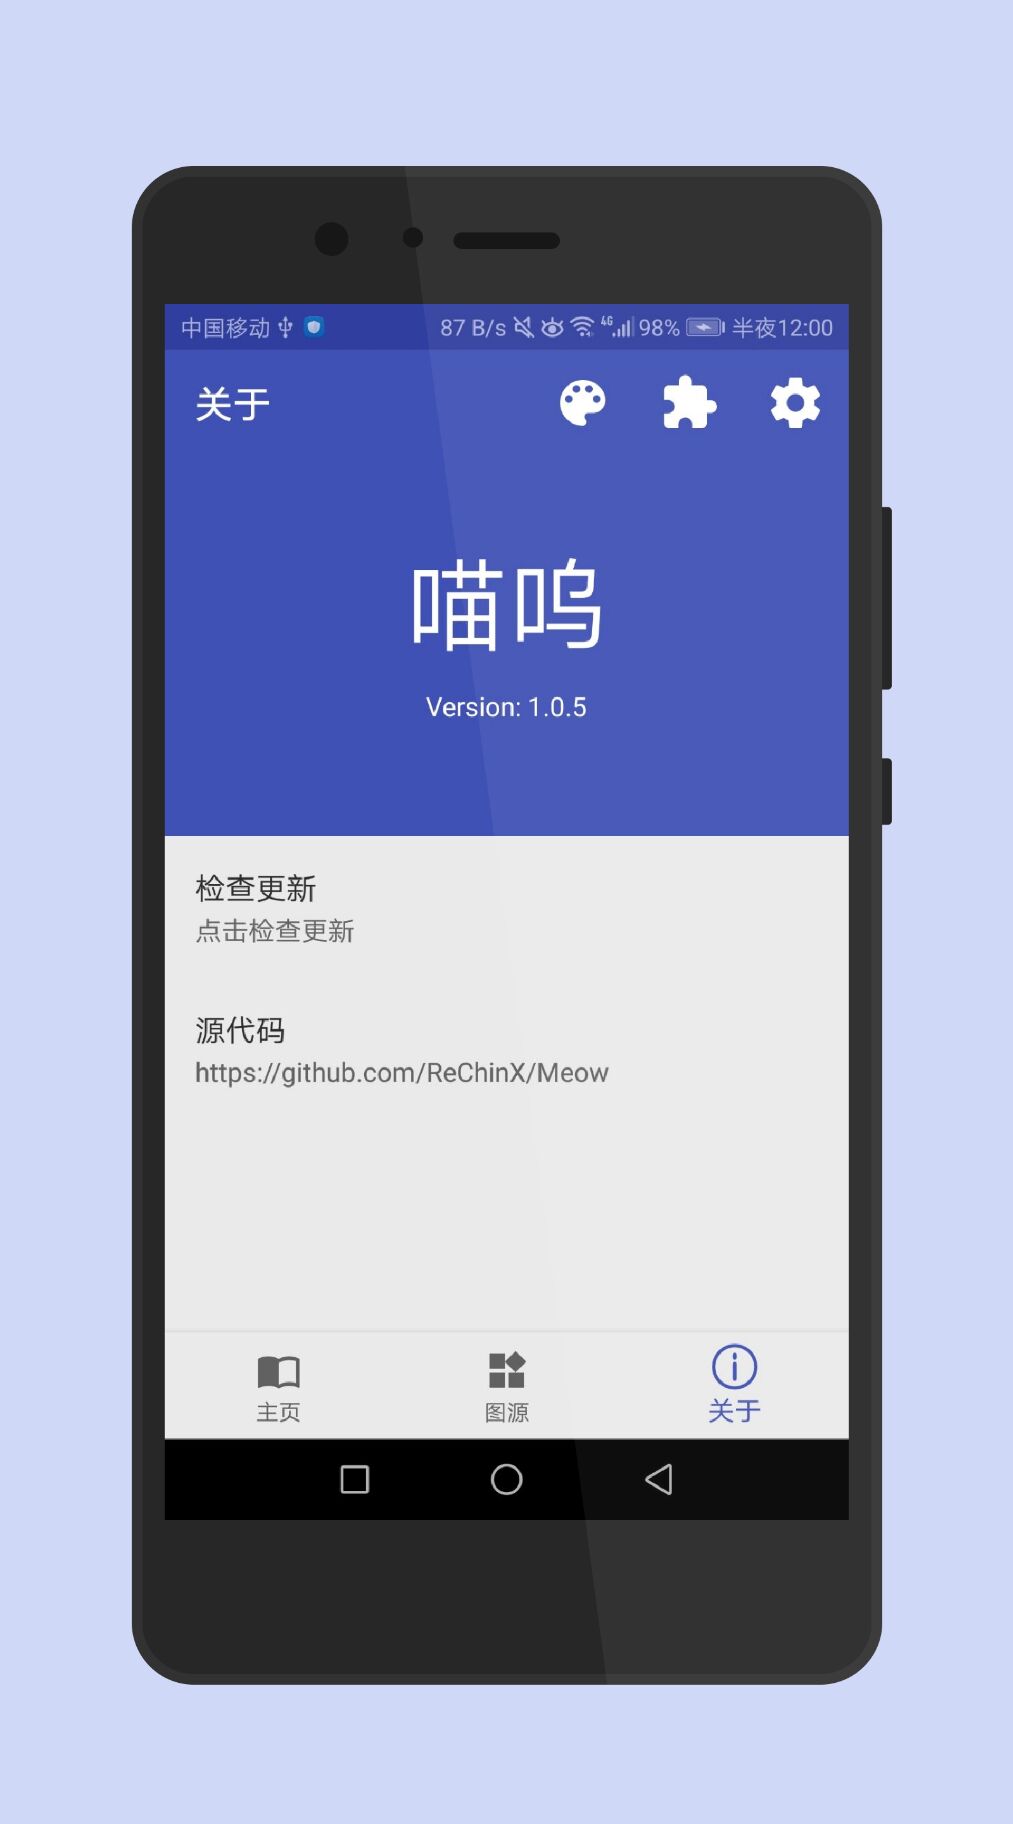 中国移动 87 B/s 4G 98% 半夜12:00
关于
喵呜
Version: 1.0.5
检查更新
点击检查更新
源代码
https://github.com/ReChinX/Meow
主页 图源 关于